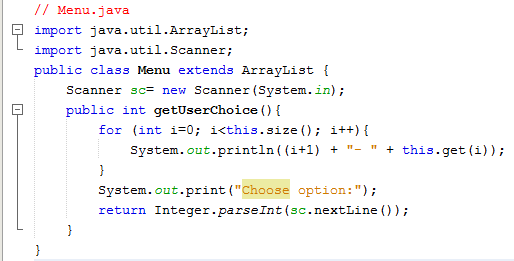 // Menu.java
import java.util.ArrayList;
import java.util.Scanner;
public class Menu extends ArrayList {
Scanner sc= new Scanner(System.in);
public int getUserChoice(){
for (int i=0; i<this.size(); i++){
System.out.println((i+1) + "- " + this.get(i));
}
System.out.print("Choose option:");
return Integer.parseInt(sc.nextLine());
}
}